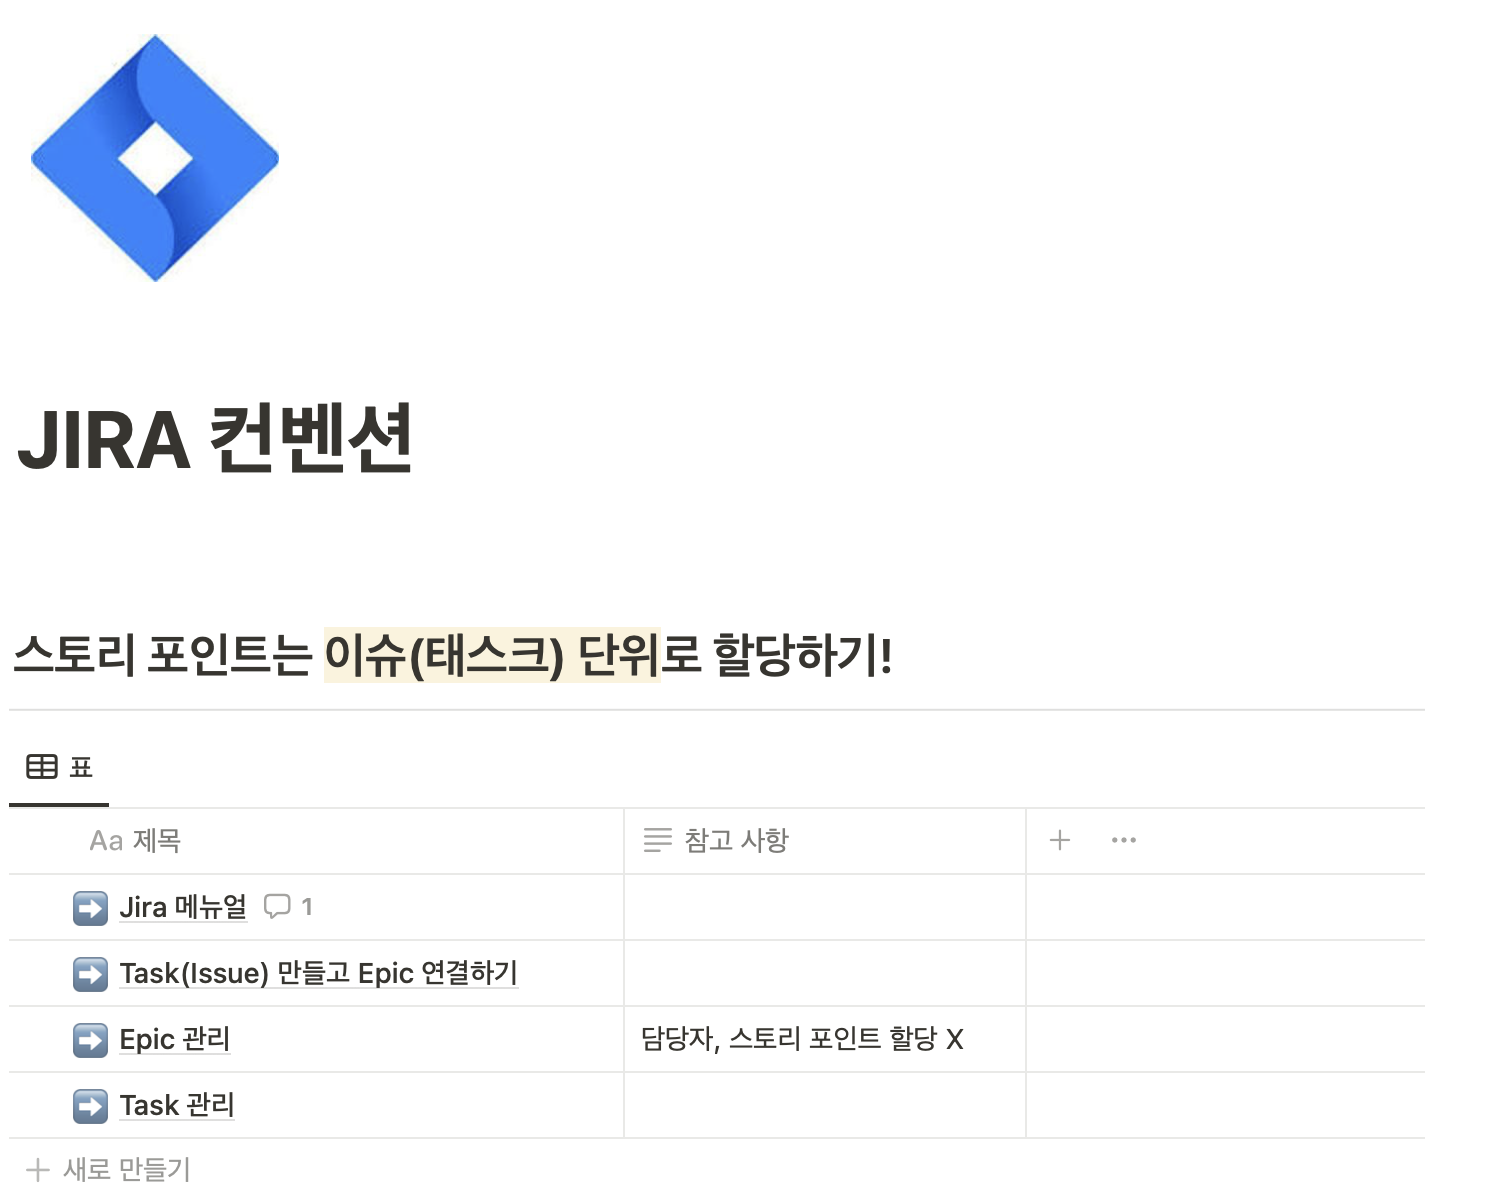 JIRA 컨벤션
스토리 포인트는 이슈(태스크) 단위로 할당하기!
표
Aa 제목 참고 사항
Jira 메뉴얼 1
Task(Issue) 만들고 Epic 연결하기
Epic 관리 담당자, 스토리 포인트 할당 X
Task 관리
새로 만들기